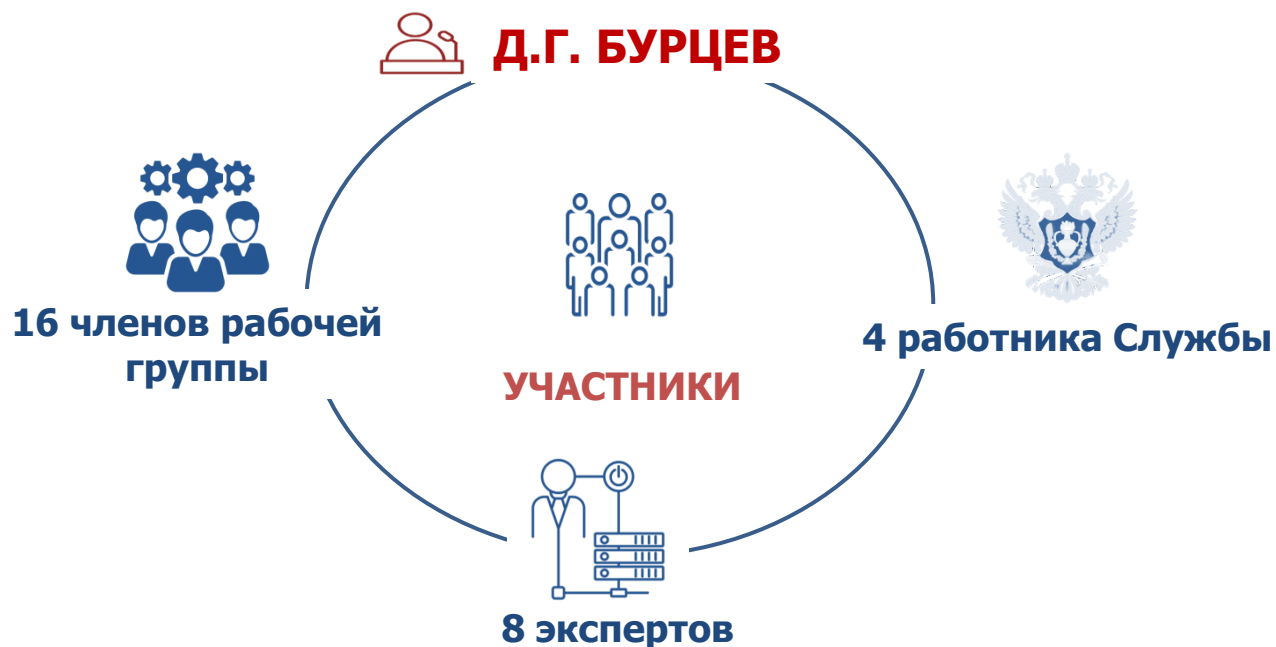 Д.Г. БУРЦЕВ
16 членов рабочей
группы
4 работника Службы
УЧАСТНИКИ
8 экспертов